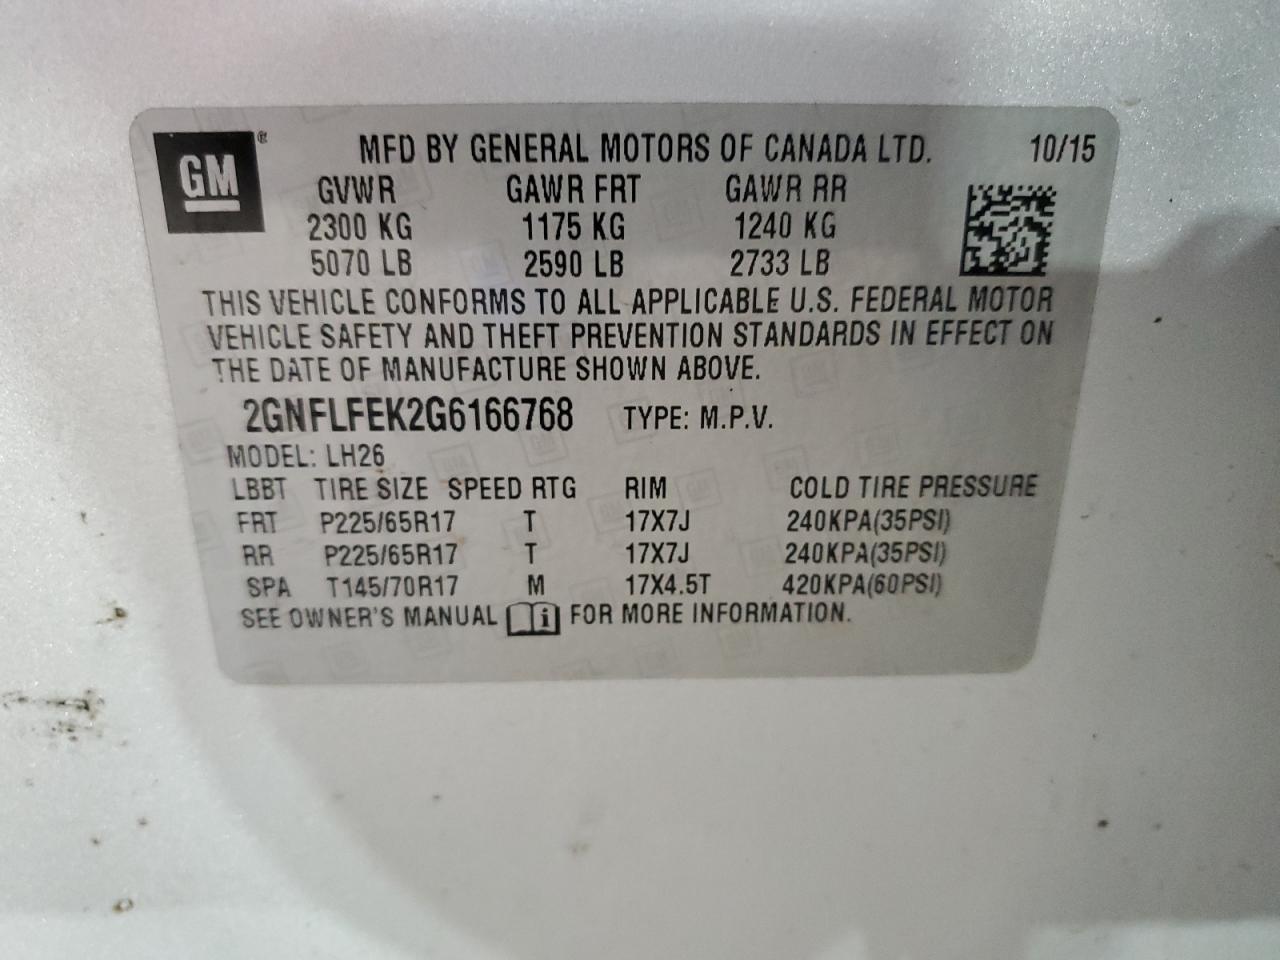 GM ®
MFD BY GENERAL MOTORS OF CANADA LTD. 10/15
GVWR GAWR FRT GAWR RR
2300 KG 1175 KG 1240 KG
5070 LB 2590 LB 2733 LB
THIS VEHICLE CONFORMS TO ALL APPLICABLE U.S. FEDERAL MOTOR
VEHICLE SAFETY AND THEFT PREVENTION STANDARDS IN EFFECT ON
THE DATE OF MANUFACTURE SHOWN ABOVE.
2GNFLFEK2G6166768 TYPE: M.P.V.
MODEL: LH26
LBBT TIRE SIZE SPEED RTG RIM COLD TIRE PRESSURE
FRT P225/65R17 T 17X7J 240KPA(35PSI)
RR P225/65R17 T 17X7J 240KPA(35PSI)
SPA T145/70R17 M 17X4.5T 420KPA(60PSI)
SEE OWNER'S MANUAL i FOR MORE INFORMATION.